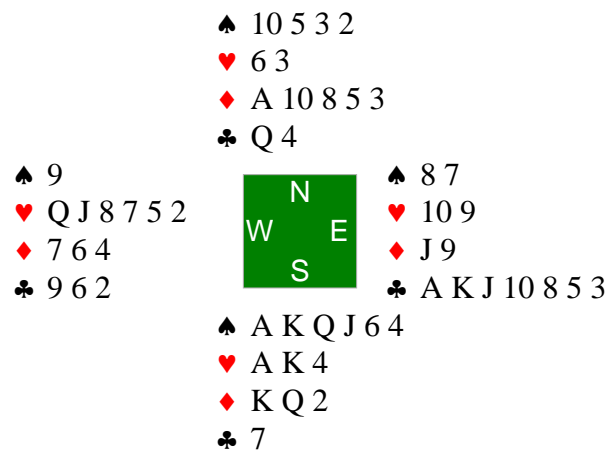 ♠ 10 5 3 2
♥ 6 3
♦ A 10 8 5 3
♣ Q 4
♠ 9
♥ Q J 8 7 5 2
♦ 7 6 4
♣ 9 6 2
N
W E
S
♠ 8 7
♥ 10 9
♦ J 9
♣ A K J 10 8 5 3
♠ A K Q J 6 4
♥ A K 4
♦ K Q 2
♣ 7